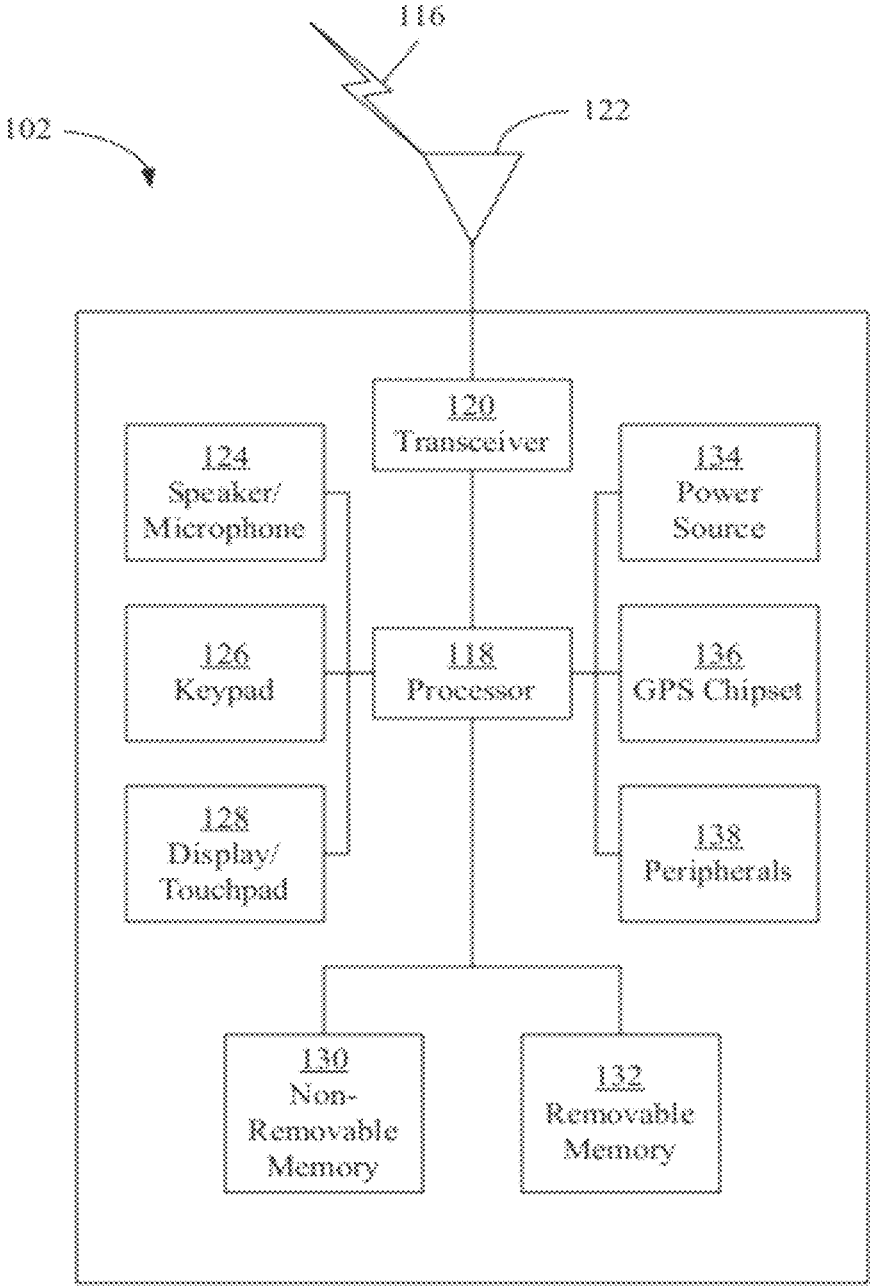 116
122
102
120
Transceiver
124
Speaker/
Microphone
134
Power
Source
126
Keypad
118
Processor
136
GPS Chipset
128
Display/
Touchpad
138
Peripherals
130
Non-
Removable
Memory
132
Removable
Memory